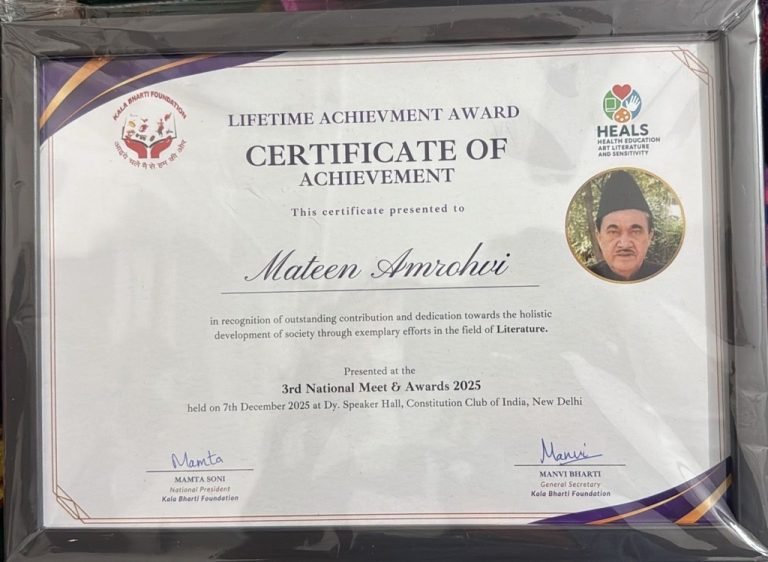 KALA BHARTI FOUNDATION
आइये चलें मैं से हम की ओर
HEALS
HEALTH EDUCATION
ART LITERATURE
AND SENSITIVITY
LIFETIME ACHIEVMENT AWARD
CERTIFICATE OF
ACHIEVEMENT
This certificate presented to
Mateen Amrohvi
in recognition of outstanding contribution and dedication towards the holistic
development of society through exemplary efforts in the field of Literature.
Presented at the
3rd National Meet & Awards 2025
held on 7th December 2025 at Dy. Speaker Hall, Constitution Club of India, New Delhi
Mamta
MAMTA SONI
National President
Kala Bharti Foundation
Manvi
MANVI BHARTI
General Secretary
Kala Bharti Foundation